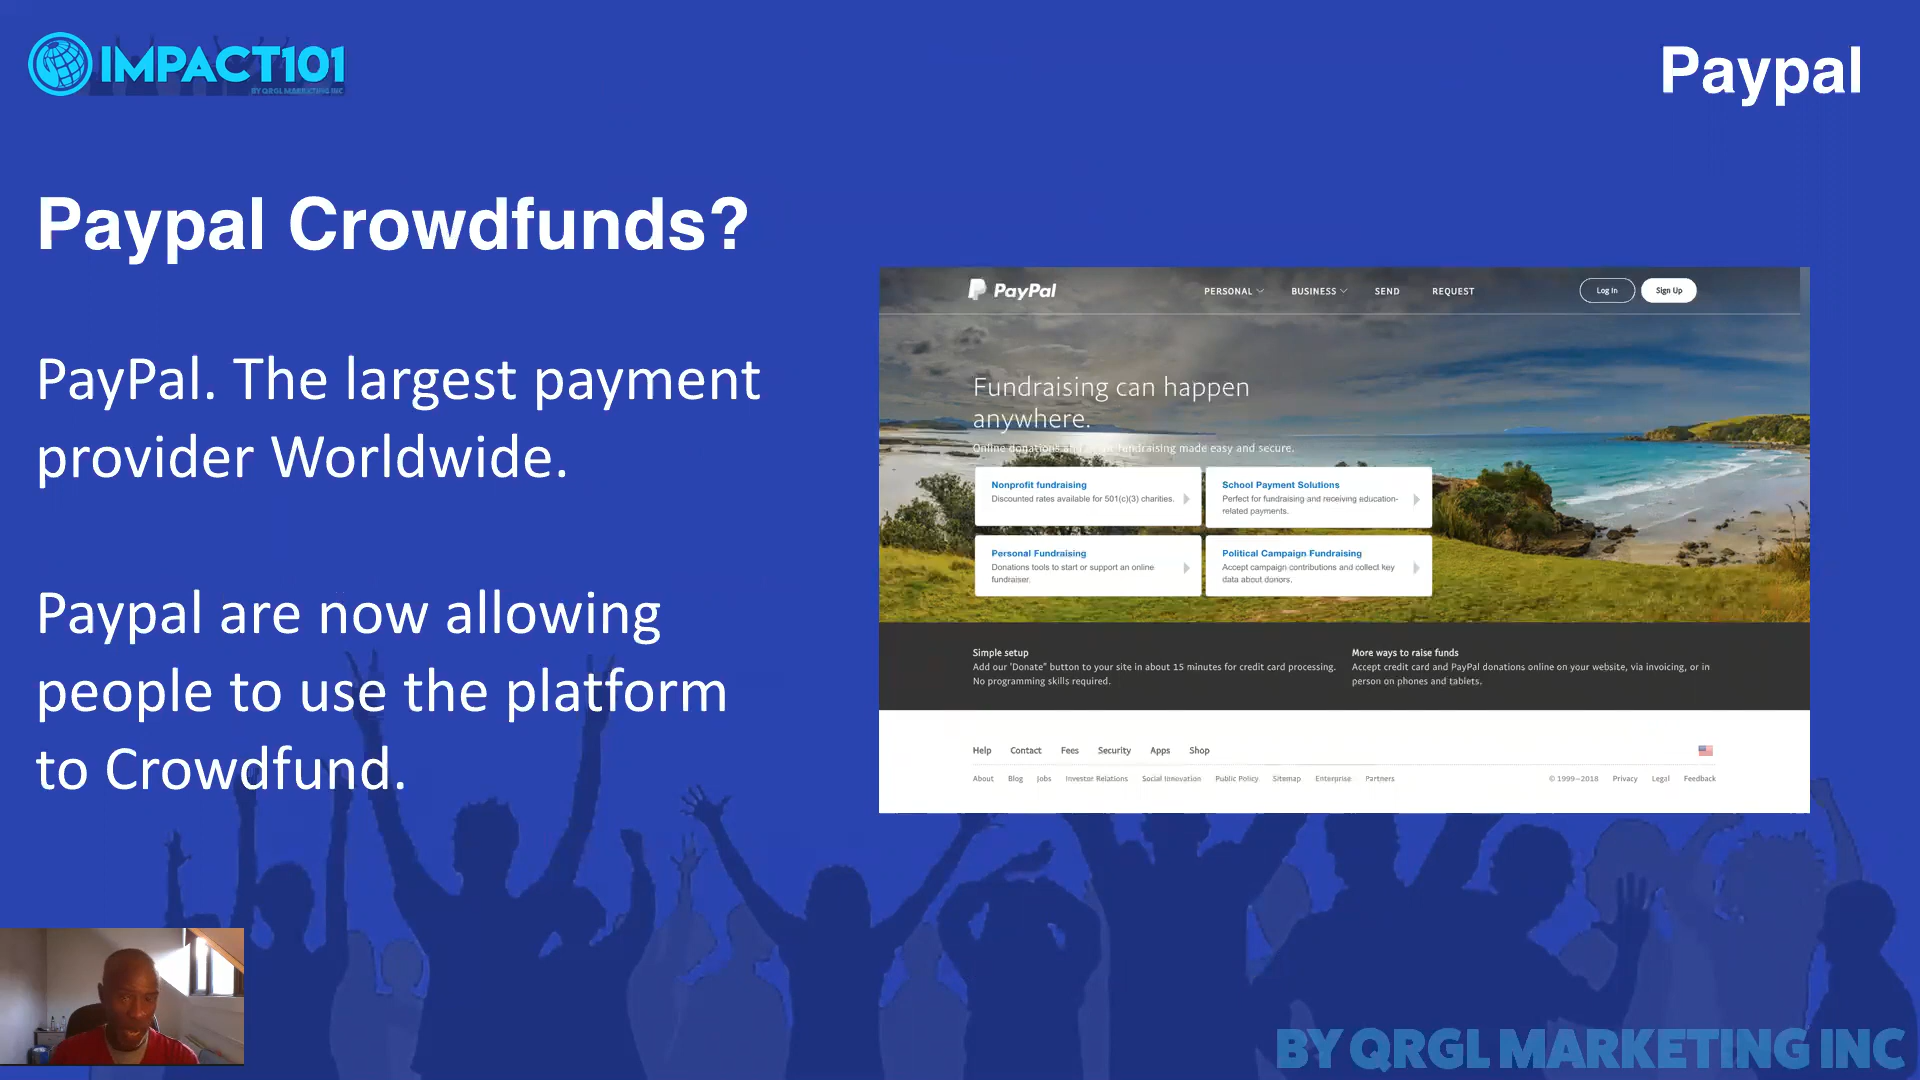 IMPACT101
BY QRGL MARKETING INC
Paypal
Paypal Crowdfunds?
PayPal. The largest payment
provider Worldwide.
Paypal are now allowing
people to use the platform
to Crowdfund.
PayPal
PERSONAL BUSINESS SEND REQUEST
Log In Sign Up
Fundraising can happen
anywhere.
Online donations fundraising made easy and secure.
Nonprofit fundraising
Discounted rates available for 501(c)(3) charities.
School Payment Solutions
Perfect for fundraising and receiving education-
related payments.
Personal Fundraising
Donations tools to start or support an online
fundraiser.
Political Campaign Fundraising
Accept campaign contributions and collect key
data about donors.
Simple setup
Add our 'Donate" button to your site in about 15 minutes for credit card processing.
No programming skills required.
More ways to raise funds
Accept credit card and PayPal donations online on your website, via invoicing, or in
person on phones and tablets.
Help Contact Fees Security Apps Shop
About Blog Jobs Investor Relations Social Innovation Public Policy Sitemap Enterprise Partners
© 1999–2018 Privacy Legal Feedback
BY QRGL MARKETING INC